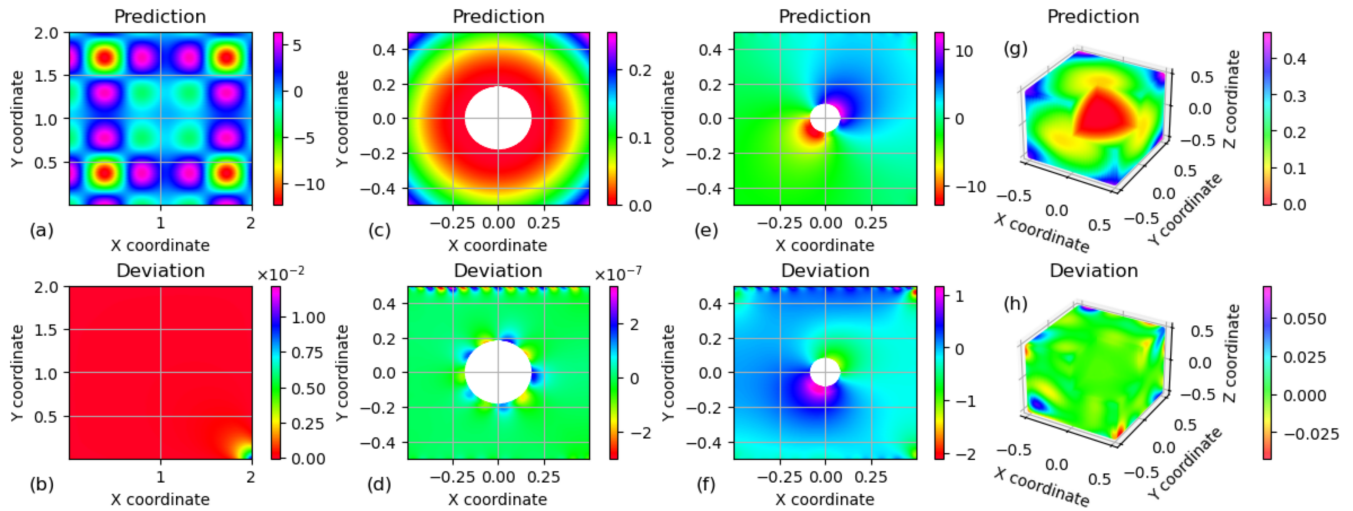 Prediction Prediction Prediction Prediction
2.0 1.5 1.0 0.5 Y coordinate 5 0 −5 −10
0.4 0.2 0.0 −0.2 −0.4 Y coordinate 0.2 0.1 0.0
0.4 0.2 0.0 −0.2 −0.4 Y coordinate 10 0 −10
(g) 0.5 0.0 −0.5 Z coordinate 0.4 0.3 0.2 0.1 0.0
1 2 −0.25 0.00 0.25 −0.25 0.00 0.25 −0.5 0.0 0.5 −0.5 0.0 0.5
(a) X coordinate (c) X coordinate (e) X coordinate X coordinate Y coordinate
Deviation ×10−2 Deviation ×10−7 Deviation Deviation
2.0 1.5 1.0 0.5 Y coordinate 1.00 0.75 0.50 0.25 0.00
0.4 0.2 0.0 −0.2 −0.4 Y coordinate 2 0 −2
0.4 0.2 0.0 −0.2 −0.4 Y coordinate 1 0 −1 −2
(h) 0.5 0.0 −0.5 Z coordinate 0.050 0.025 0.000 −0.025
1 2 −0.25 0.00 0.25 −0.25 0.00 0.25 −0.5 0.0 0.5 −0.5 0.0 0.5
(b) X coordinate (d) X coordinate (f) X coordinate X coordinate Y coordinate